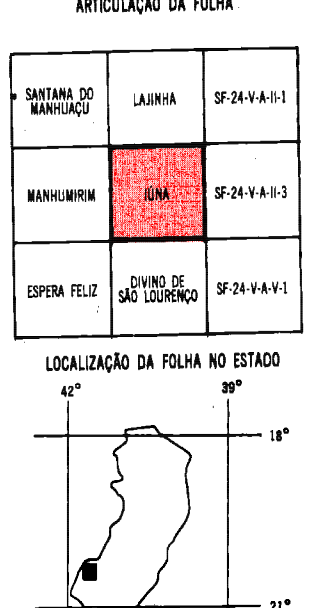 ARTICULAÇÃO DA FOLHA
SANTANA DO
MANHUAÇU
LAJINHA
SF-24-V-A-II-1
MANHUMIRIM
IÚNA
SF-24-V-A-II-3
ESPERA FELIZ
DIVINO DE
SÃO LOURENÇO
SF-24-V-A-V-1
LOCALIZAÇÃO DA FOLHA NO ESTADO
42° 39°
18°
21°